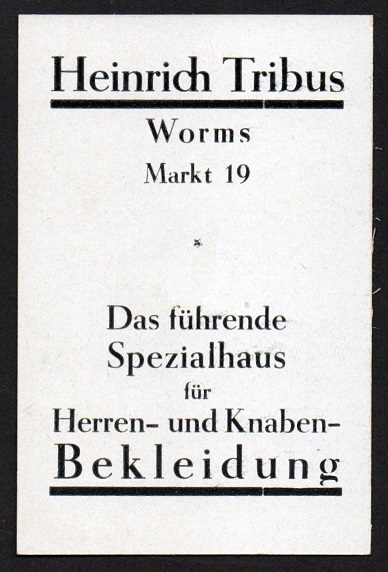 Heinrich Tribus
Worms
Markt 19
*
Das führende
Spezialhaus
für
Herren- und Knaben-
Bekleidung